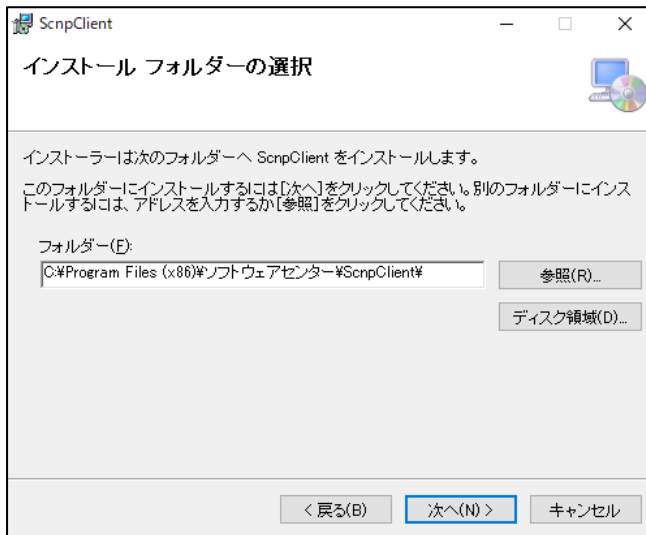 ScnpClient
インストール フォルダーの選択
インストーラーは次のフォルダーへ ScnpClient をインストールします。
このフォルダーにインストールするには[次へ]をクリックしてください。別のフォルダーにインス
トールするには、アドレスを入力するか[参照]をクリックしてください。
フォルダー(F):
C:¥Program Files (x86)¥ソフトウェアセンター¥ScnpClient¥
参照(R)...
ディスク領域(D)...
< 戻る(B)
次へ(N) >
キャンセル